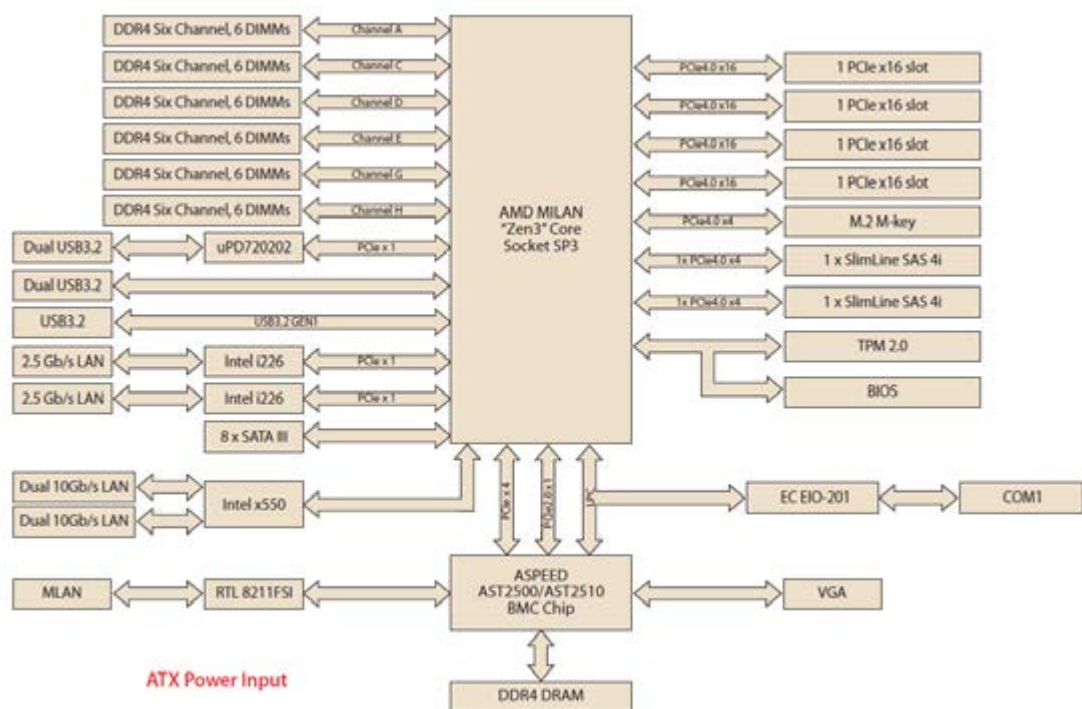 DDR4 Six Channel, 6 DIMMs
Channel A
DDR4 Six Channel, 6 DIMMs
Channel C
DDR4 Six Channel, 6 DIMMs
Channel D
DDR4 Six Channel, 6 DIMMs
Channel E
DDR4 Six Channel, 6 DIMMs
Channel G
DDR4 Six Channel, 6 DIMMs
Channel H
Dual USB3.2
uPD720202
PCIe x 1
Dual USB3.2
USB3.2
USB3.2 GEN1
2.5 Gb/s LAN
Intel i226
PCIe x 1
2.5 Gb/s LAN
Intel i226
PCIe x 1
8 x SATA III
AMD MILAN
"Zen3" Core
Socket SP3
PCIe4.0 x16
1 PCIe x16 slot
PCIe4.0 x16
1 PCIe x16 slot
PCIe4.0 x16
1 PCIe x16 slot
PCIe4.0 x16
1 PCIe x16 slot
PCIe4.0 x4
M.2 M-key
1x PCIe4.0 x4
1 x SlimLine SAS 4i
1x PCIe4.0 x4
1 x SlimLine SAS 4i
TPM 2.0
BIOS
Dual 10Gb/s LAN
Dual 10Gb/s LAN
Intel x550
PCIe x 4
PCIe2.0 x 1
LPC
EC EIO-201
COM1
MLAN
RTL 8211FSI
ASPEED
AST2500/AST2510
BMC Chip
VGA
ATX Power Input
DDR4 DRAM